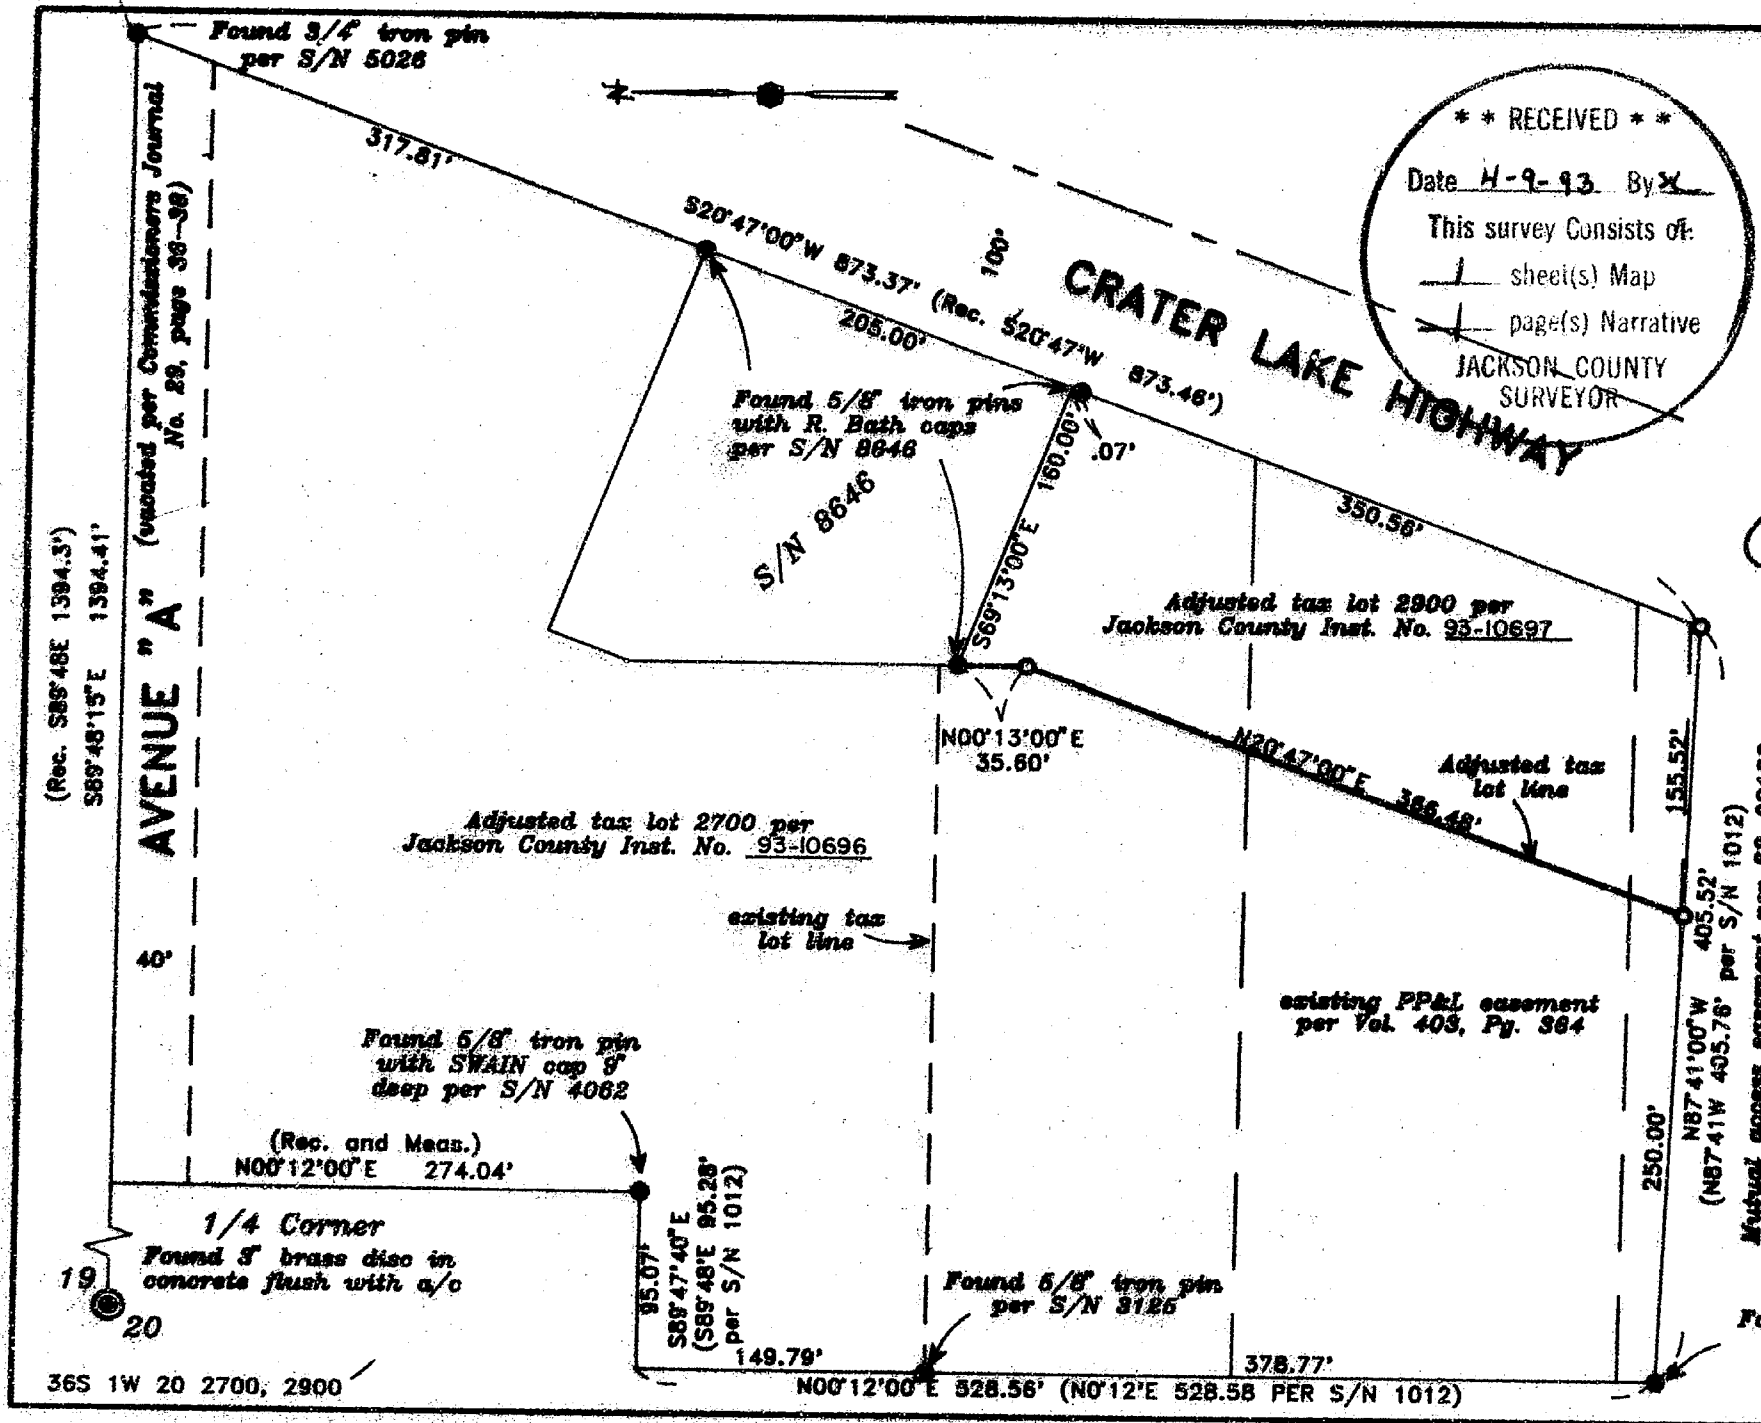 Found 3/4" iron pin
per S/N 5026
317.81'
(vacated per Commissioners Journal
No. 29, page 36-38)
AVENUE "A"
40'
(Rec. S89°48E 1394.3')
S89°48'15"E 1394.41'
S20°47'00"W 873.37' (Rec. S20°47'W 873.46')
205.00'
100'
CRATER LAKE HIGHWAY
* * RECEIVED * *
Date 4-9-93 By
This survey Consists of:
1 sheet(s) Map
1 page(s) Narrative
JACKSON COUNTY
SURVEYOR
Found 5/8" iron pins
with R. Bath caps
per S/N 8646
S/N 8646
S69°13'00"E 160.00'
.07'
350.56'
Adjusted tax lot 2900 per
Jackson County Inst. No. 93-10697
N00°13'00"E
35.60'
N20°47'00"E 366.48'
Adjusted tax
lot line
155.52'
Adjusted tax lot 2700 per
Jackson County Inst. No. 93-10696
existing tax
lot line
existing PP&L easement
per Vol. 403, Pg. 364
N87°41'00"W 405.52'
(N87°41W 405.76' per S/N 1012)
250.00'
Mutual access easement per
Found 5/8" iron pin
with SWAIN cap 9"
deep per S/N 4062
(Rec. and Meas.)
N00°12'00"E 274.04'
1/4 Corner
Found 3" brass disc in
concrete flush with a/c
19
20
95.07'
S89°47'40"E
(S89°48'E 95.28'
per S/N 1012)
Found 5/8" iron pin
per S/N 3125
149.79'
378.77'
N00°12'00"E 528.56' (N0°12'E 528.58 PER S/N 1012)
36S 1W 20 2700, 2900